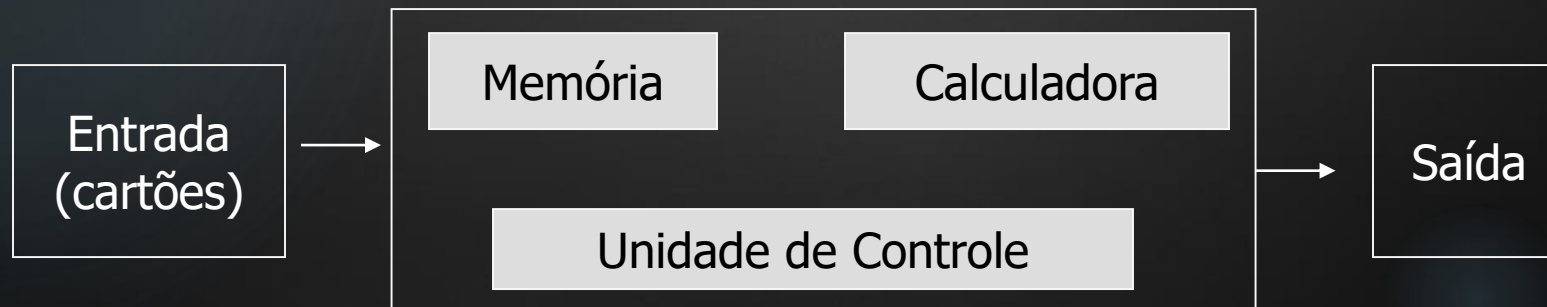 Entrada
(cartões)
Memória
Calculadora
Unidade de Controle
Saída